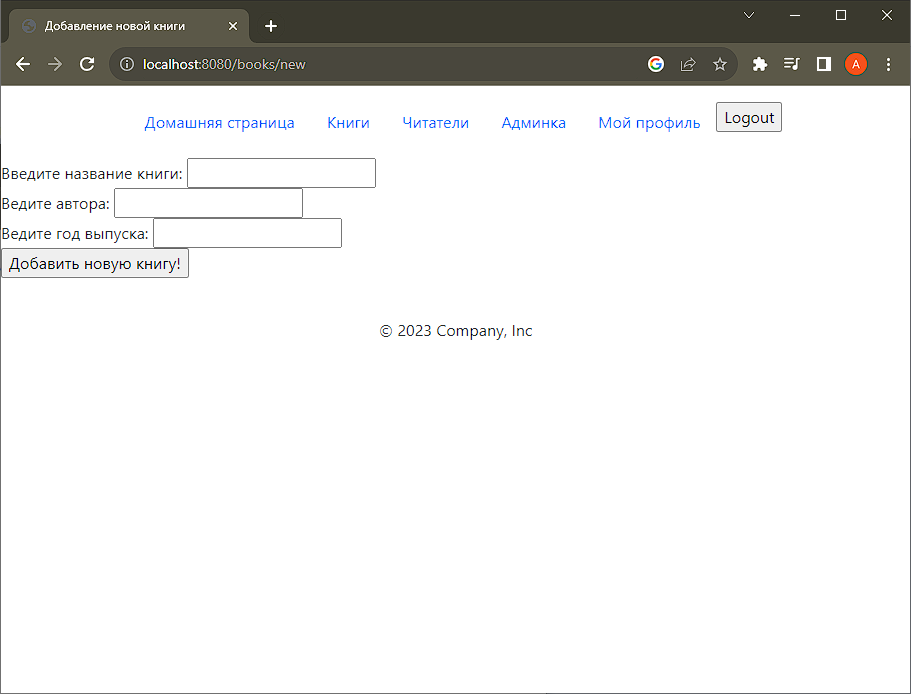 Добавление новой книги
localhost:8080/books/new
A
Домашняя страница Книги Читатели Админка Мой профиль Logout
Введите название книги:
Ведите автора:
Ведите год выпуска:
Добавить новую книгу!
© 2023 Company, Inc